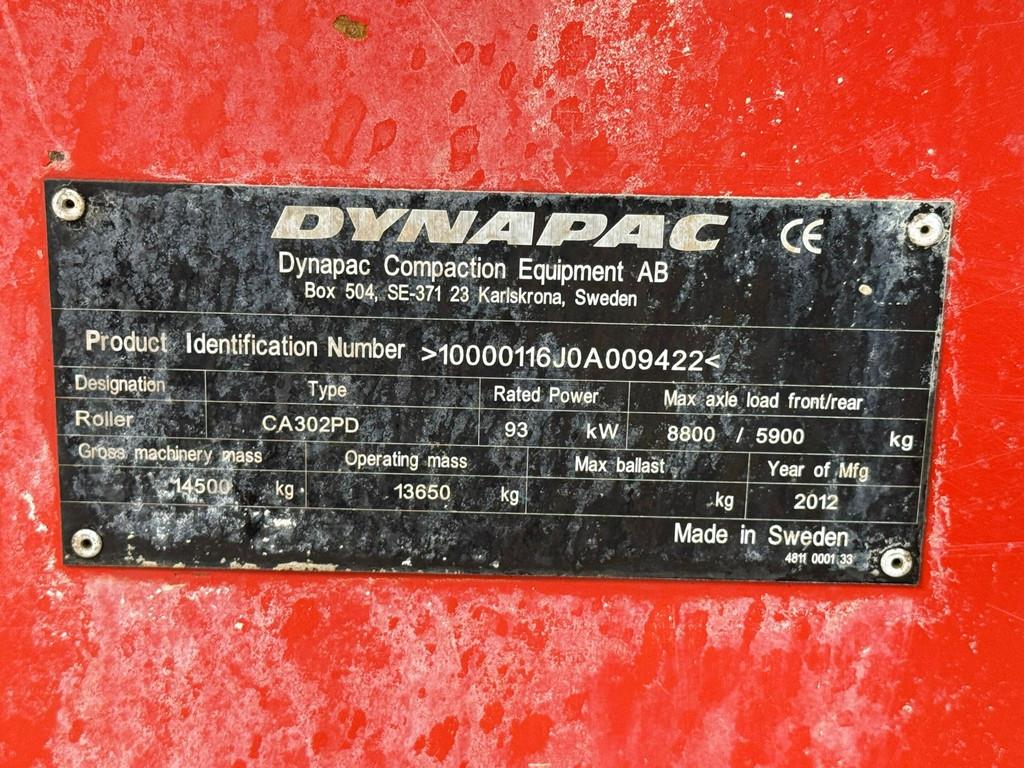 DYNAPAC CE
Dynapac Compaction Equipment AB
Box 504, SE-371 23 Karlskrona, Sweden
Product Identification Number >10000116J0A009422<
Designation Type Rated Power Max axle load front/rear
Roller CA302PD 93 kW 8800 / 5900 kg
Gross machinery mass Operating mass Max ballast Year of Mfg
14500 kg 13650 kg kg 2012
Made in Sweden
4811 0001 33